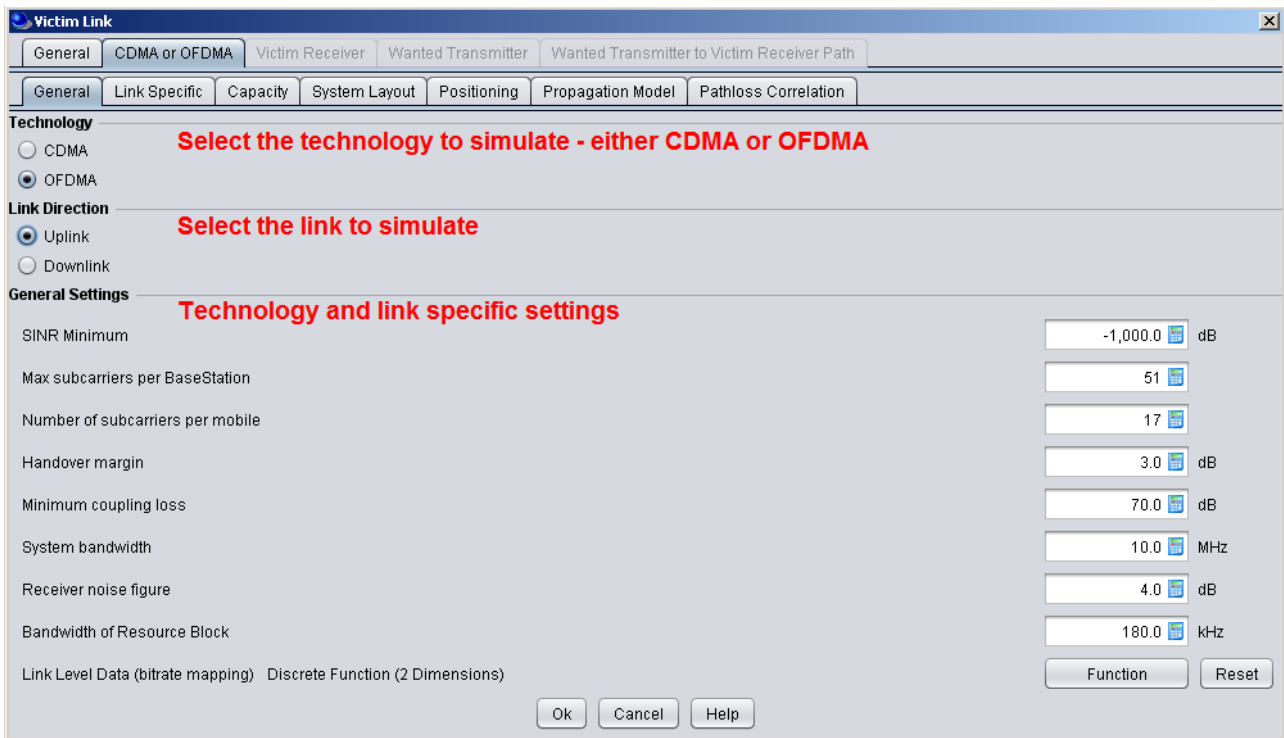 Victim Link
General CDMA or OFDMA Victim Receiver Wanted Transmitter Wanted Transmitter to Victim Receiver Path
General Link Specific Capacity System Layout Positioning Propagation Model Pathloss Correlation
Technology
Select the technology to simulate - either CDMA or OFDMA
CDMA
OFDMA
Link Direction
Select the link to simulate
Uplink
Downlink
General Settings
Technology and link specific settings
SINR Minimum -1,000.0 dB
Max subcarriers per BaseStation 51
Number of subcarriers per mobile 17
Handover margin 3.0 dB
Minimum coupling loss 70.0 dB
System bandwidth 10.0 MHz
Receiver noise figure 4.0 dB
Bandwidth of Resource Block 180.0 kHz
Link Level Data (bitrate mapping) Discrete Function (2 Dimensions) Function Reset
Ok Cancel Help